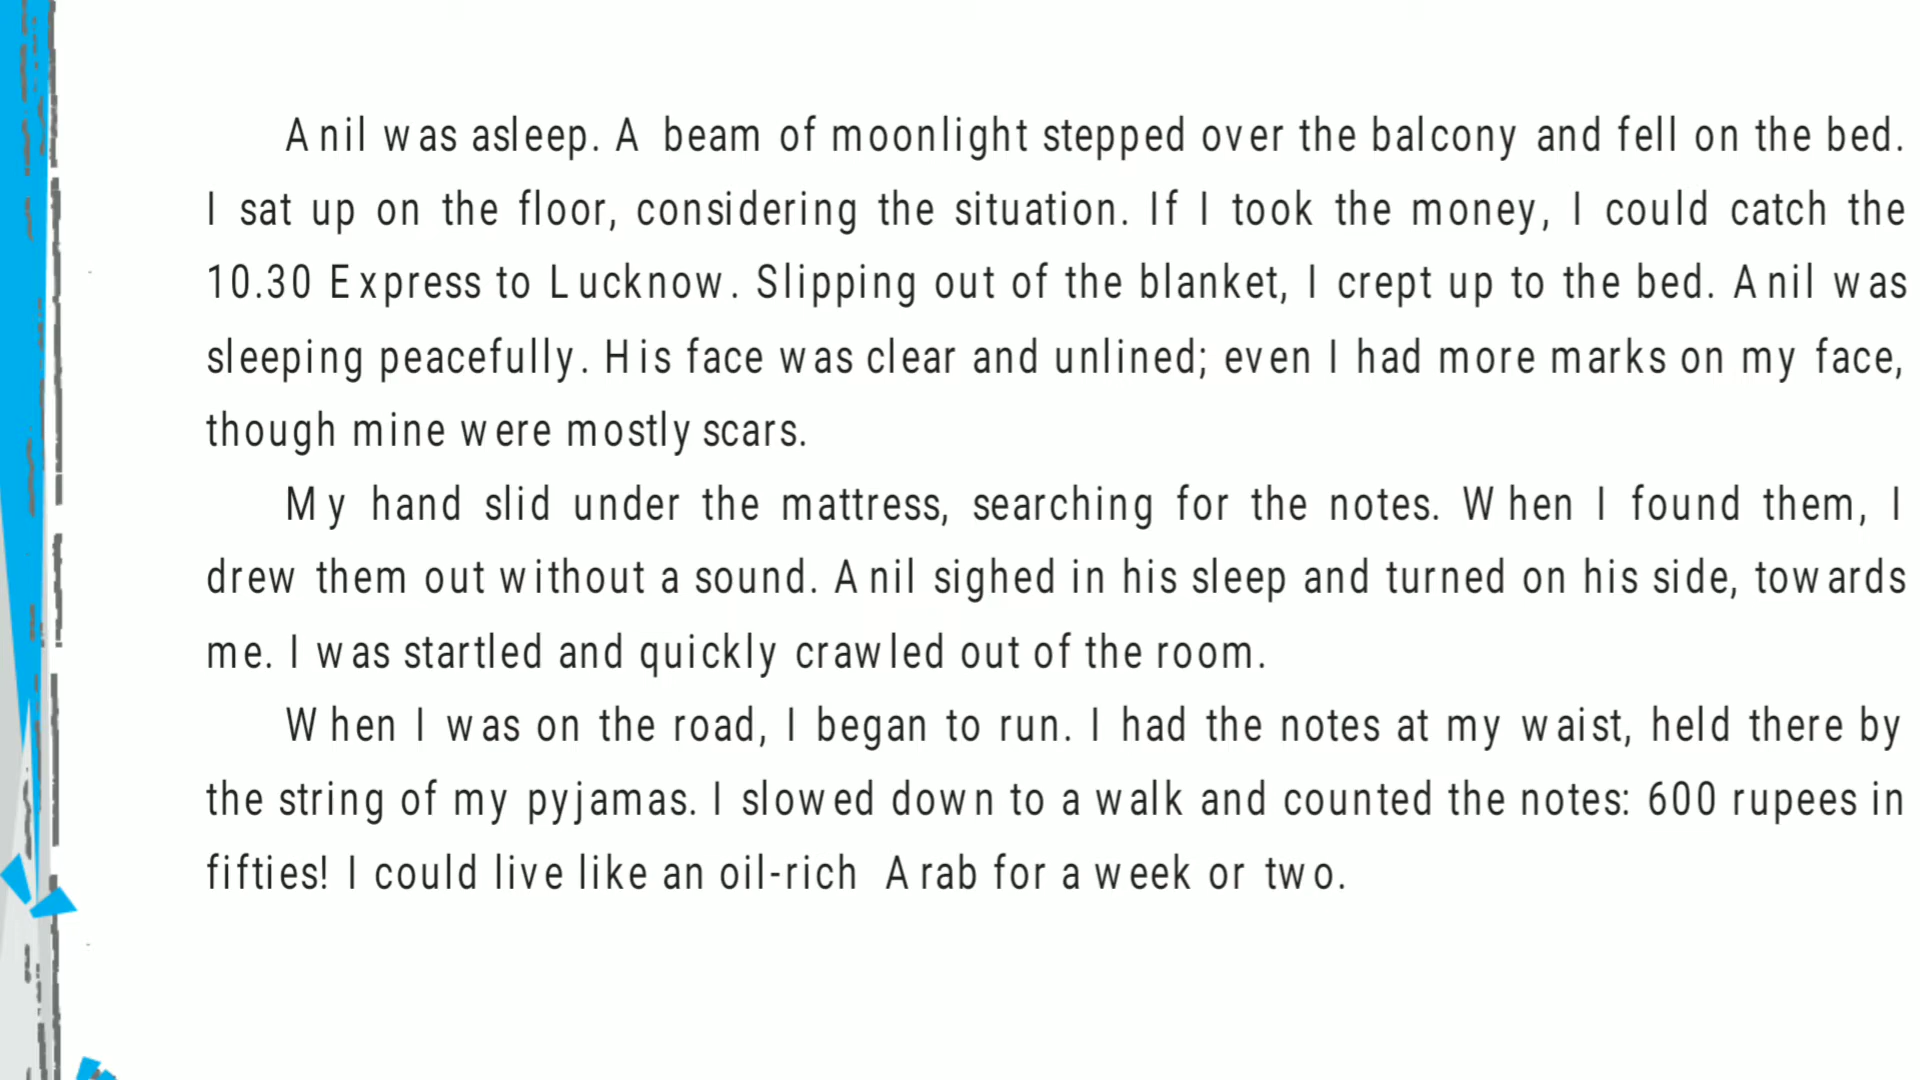 Anil was asleep. A beam of moonlight stepped over the balcony and fell on the bed.
I sat up on the floor, considering the situation. If I took the money, I could catch the
10.30 Express to Lucknow. Slipping out of the blanket, I crept up to the bed. Anil was
sleeping peacefully. His face was clear and unlined; even I had more marks on my face,
though mine were mostly scars.
My hand slid under the mattress, searching for the notes. When I found them, I
drew them out without a sound. Anil sighed in his sleep and turned on his side, towards
me. I was startled and quickly crawled out of the room.
When I was on the road, I began to run. I had the notes at my waist, held there by
the string of my pyjamas. I slowed down to a walk and counted the notes: 600 rupees in
fifties! I could live like an oil-rich Arab for a week or two.